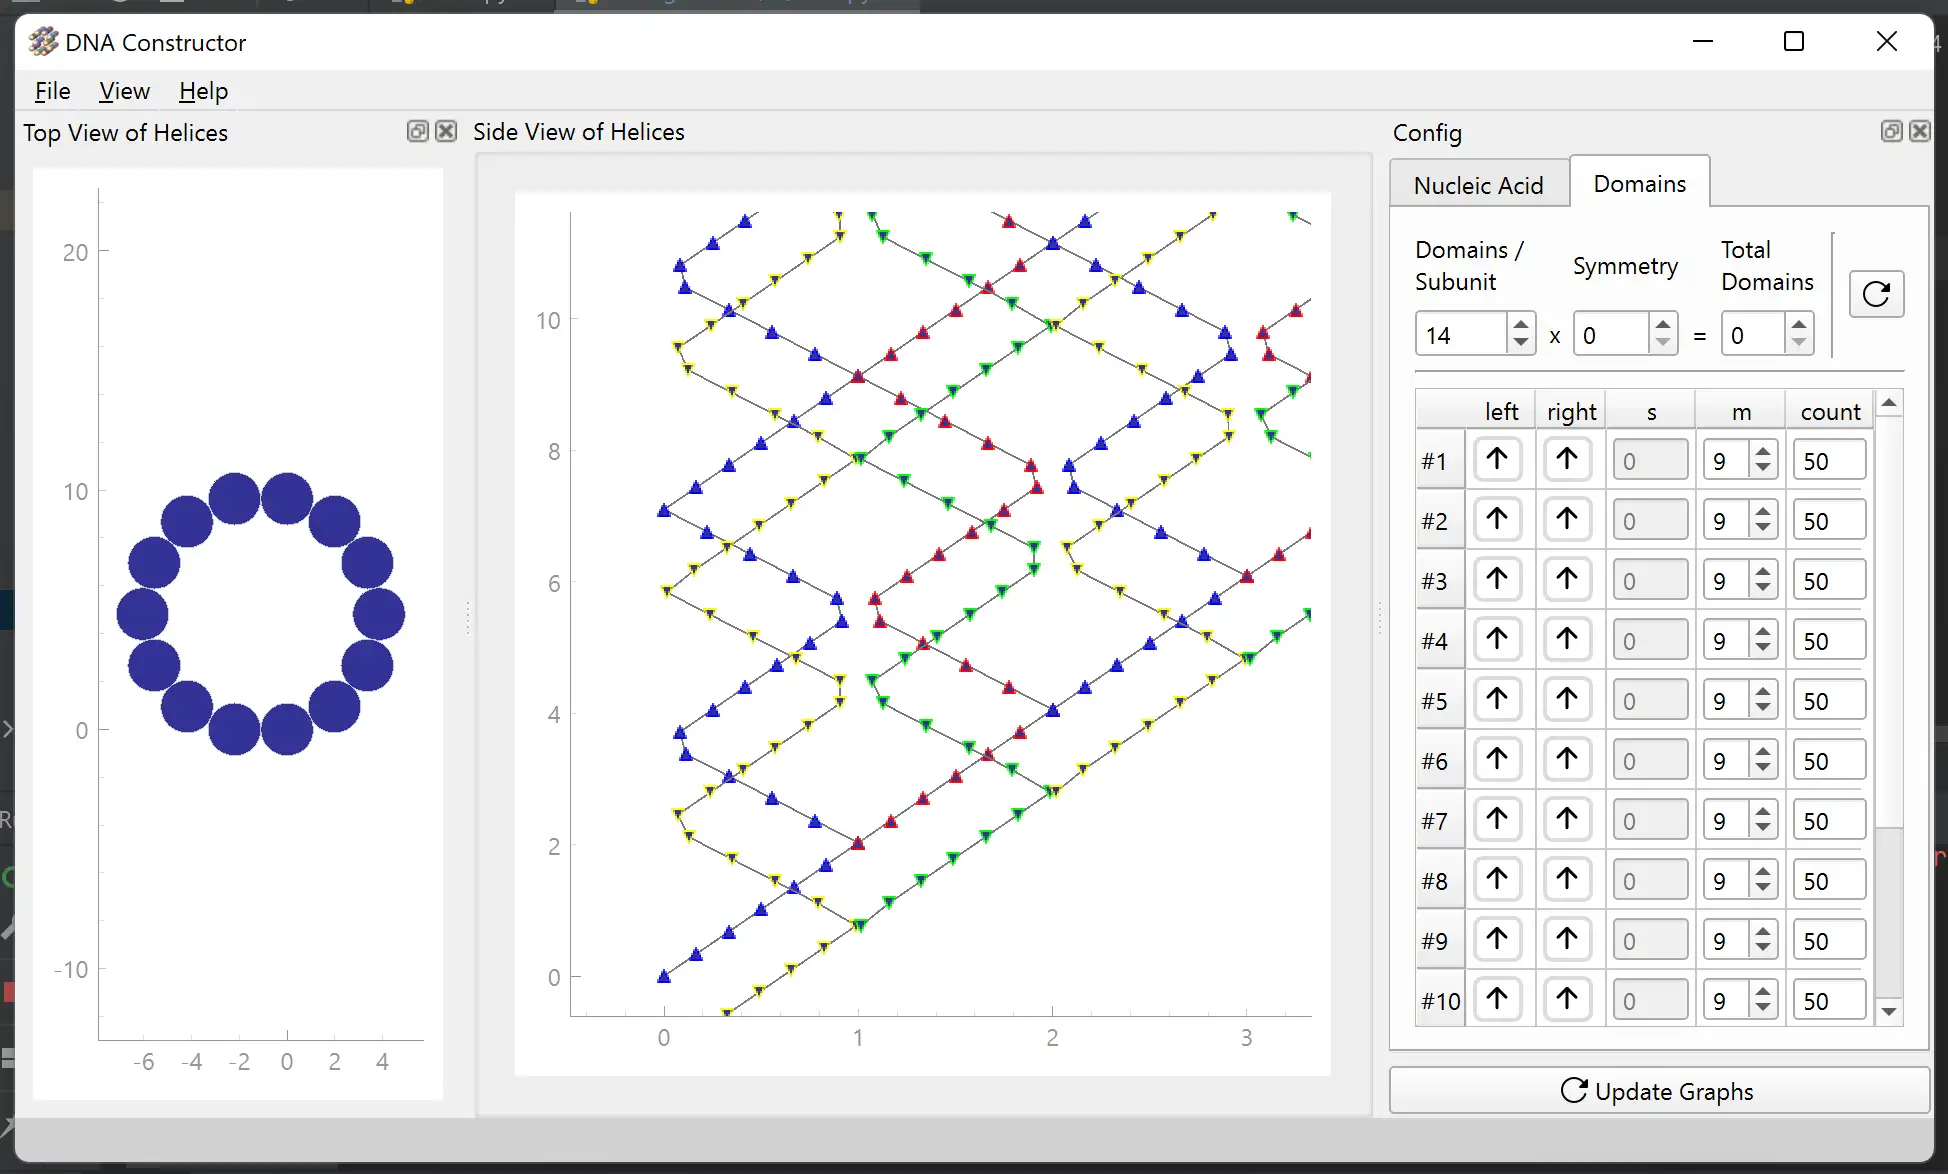 DNA Constructor
File View Help
Top View of Helices
20
10
0
-10
-6 -4 -2 0 2 4
Side View of Helices
10
8
6
4
2
0
0 1 2 3
Config
Nucleic Acid Domains
Domains / Subunit Symmetry Total Domains
14 x 0 = 0
left right s m count
#1 0 9 50
#2 0 9 50
#3 0 9 50
#4 0 9 50
#5 0 9 50
#6 0 9 50
#7 0 9 50
#8 0 9 50
#9 0 9 50
#10 0 9 50
Update Graphs